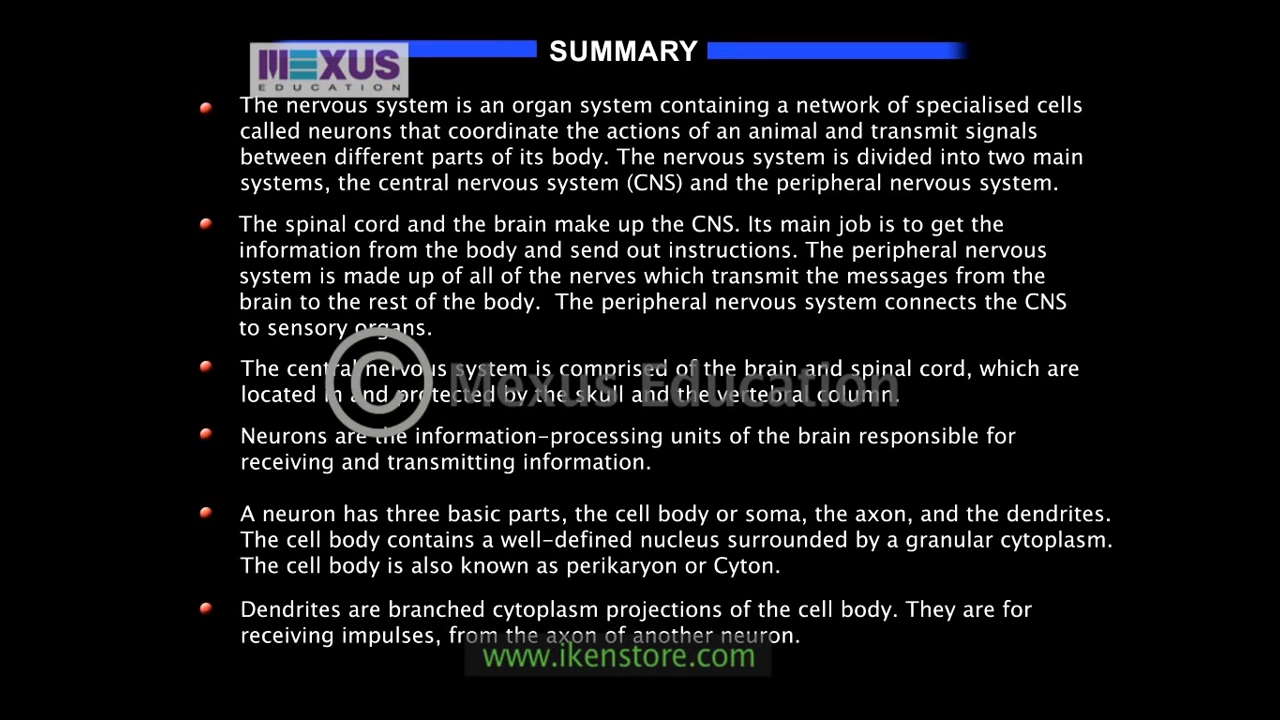 SUMMARY
MEXUS
EDUCATION
The nervous system is an organ system containing a network of specialised cells
called neurons that coordinate the actions of an animal and transmit signals
between different parts of its body. The nervous system is divided into two main
systems, the central nervous system (CNS) and the peripheral nervous system.
The spinal cord and the brain make up the CNS. Its main job is to get the
information from the body and send out instructions. The peripheral nervous
system is made up of all of the nerves which transmit the messages from the
brain to the rest of the body. The peripheral nervous system connects the CNS
to sensory organs.
The central nervous system is comprised of the brain and spinal cord, which are
located in and protected by the skull and the vertebral column.
© Mexus Education
Neurons are the information-processing units of the brain responsible for
receiving and transmitting information.
A neuron has three basic parts, the cell body or soma, the axon, and the dendrites.
The cell body contains a well-defined nucleus surrounded by a granular cytoplasm.
The cell body is also known as perikaryon or Cyton.
Dendrites are branched cytoplasm projections of the cell body. They are for
receiving impulses, from the axon of another neuron.
www.ikenstore.com